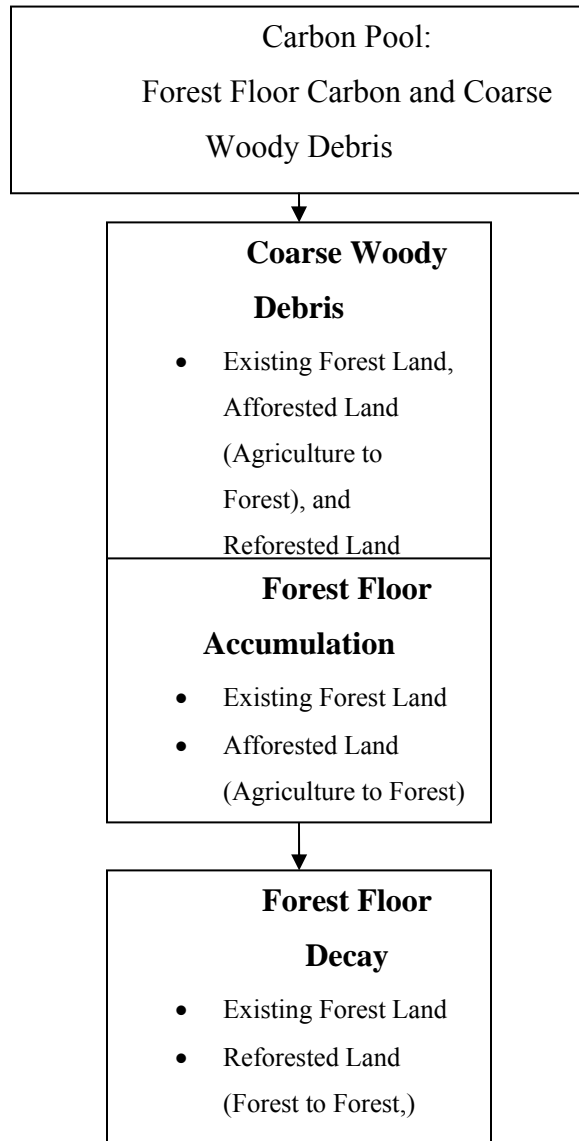 Carbon Pool:
Forest Floor Carbon and Coarse
Woody Debris
Coarse Woody
Debris
• Existing Forest Land,
Afforested Land
(Agriculture to
Forest), and
Reforested Land
Forest Floor
Accumulation
• Existing Forest Land
• Afforested Land
(Agriculture to Forest)
Forest Floor
Decay
• Existing Forest Land
• Reforested Land
(Forest to Forest,)